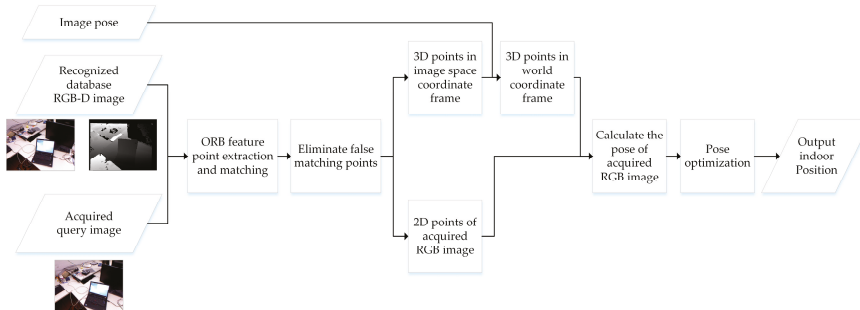 Image pose
Recognized
database
RGB-D image
Acquired
query image
ORB feature
point extraction
and matching
Eliminate false
matching points
3D points in
image space
coordinate
frame
3D points in
world
coordinate
frame
2D points of
acquired
RGB image
Calculate the
pose of
acquired
RGB image
Pose
optimization
Output
indoor
Position